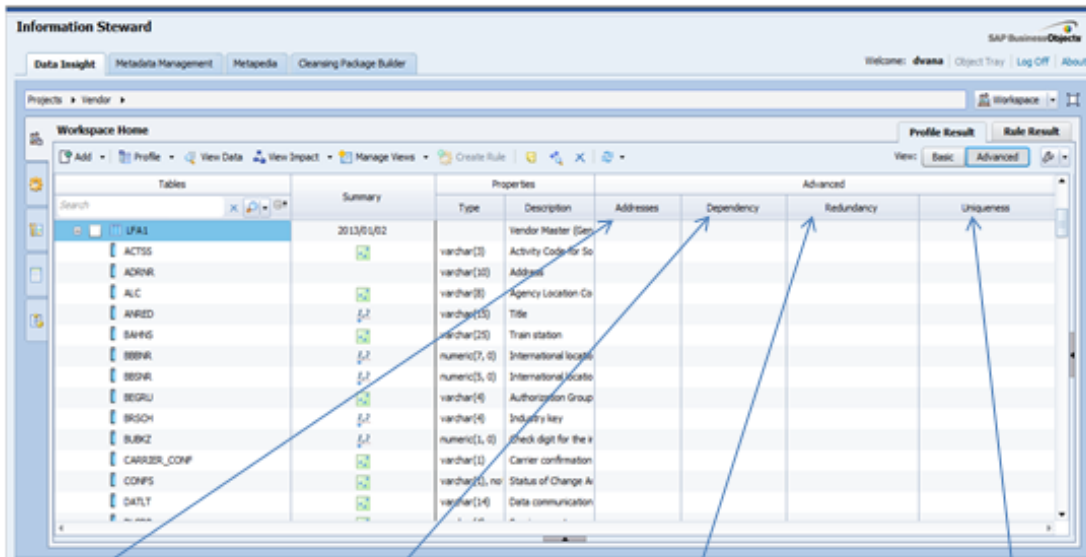 Information Steward
SAP BusinessObjects
Data Insight Metadata Management Metapedia Cleansing Package Builder
Welcome: dvana Object Tray Log Off About
Projects Vendor
Workspace
Workspace Home
Profile Result Rule Result
Add Profile View Data View Impact Manage Views Create Rule
View: Basic Advanced
Tables Summary Properties Advanced
Search
Type Description Addresses Dependency Redundancy Uniqueness
LFA1 2013/01/02 Vendor Master (Gen
ACTSS varchar(3) Activity Code for So
ADRNR varchar(10) Address
ALC varchar(8) Agency Location Co
ANRED varchar(15) Title
BAHNS varchar(25) Train station
BBBNR numeric(7, 0) International locatio
BBSNR numeric(5, 0) International locatio
BEGRU varchar(4) Authorization Group
BRSCH varchar(4) Industry key
BUBKZ numeric(1, 0) Check digit for the
CARRIER_CONF varchar(1) Carrier confirmation
CONFS varchar(1), no Status of Change
DATLT varchar(14) Data communication